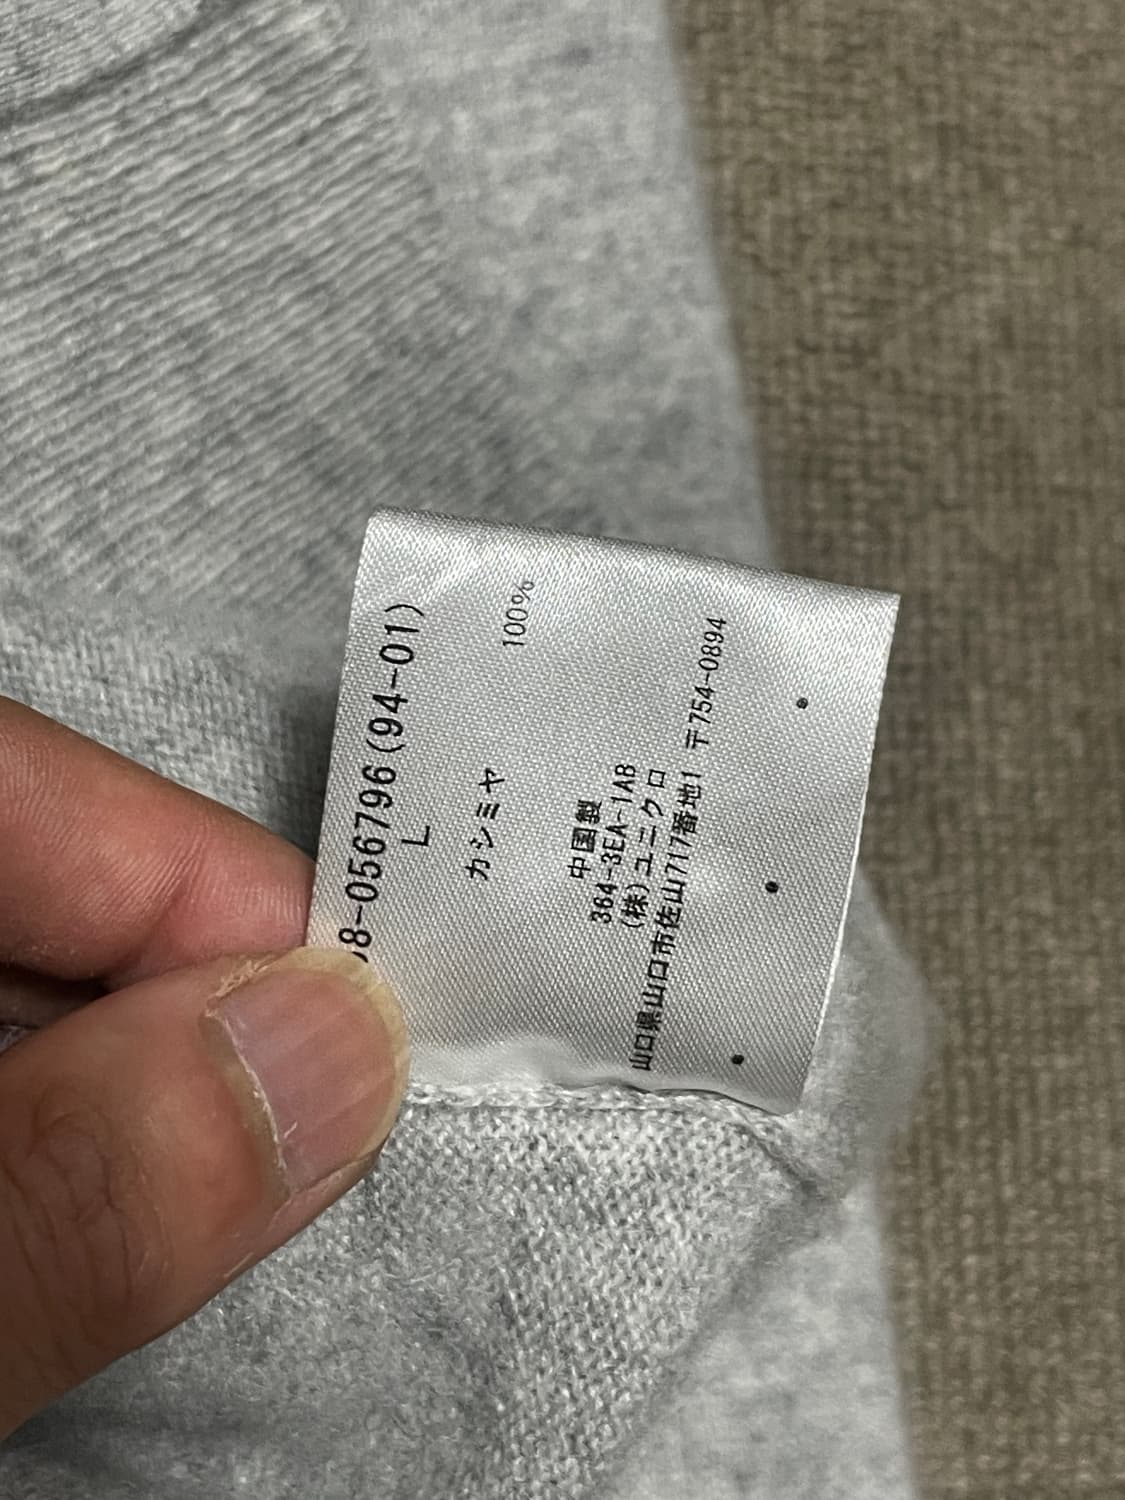 8-056796(94-01)
L
カシミヤ 100%
中国製
364-3EA-1AB
(株)ユニクロ
山口県山口市佐山717番地1 〒754-0894